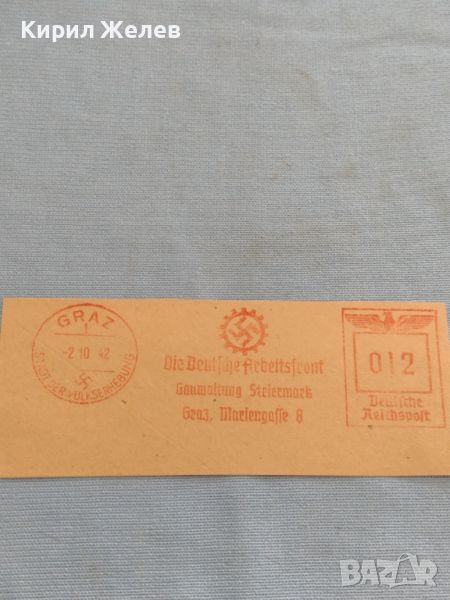 Кирил Желев
GRAZ
1
-2.10.42
STADT DER VOLKSERHEBUNG
Die Deutsche Arbeitsfront
Gauwaltung Steiermark
Graz, Mariengasse 8
012
Deutsche
Reichspost
BAZAR